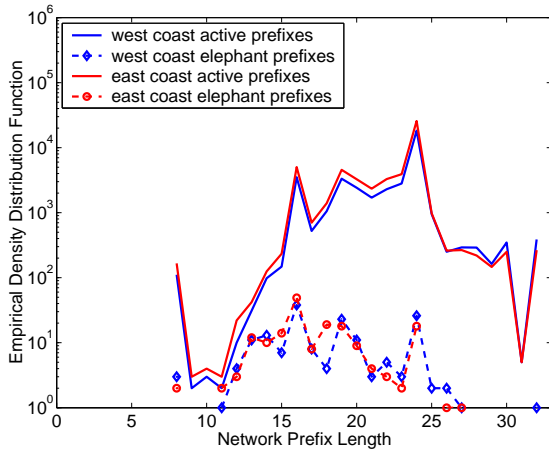 Empirical Density Distribution Function
10^6
10^5
10^4
10^3
10^2
10^1
10^0
west coast active prefixes
west coast elephant prefixes
east coast active prefixes
east coast elephant prefixes
0 5 10 15 20 25 30
Network Prefix Length